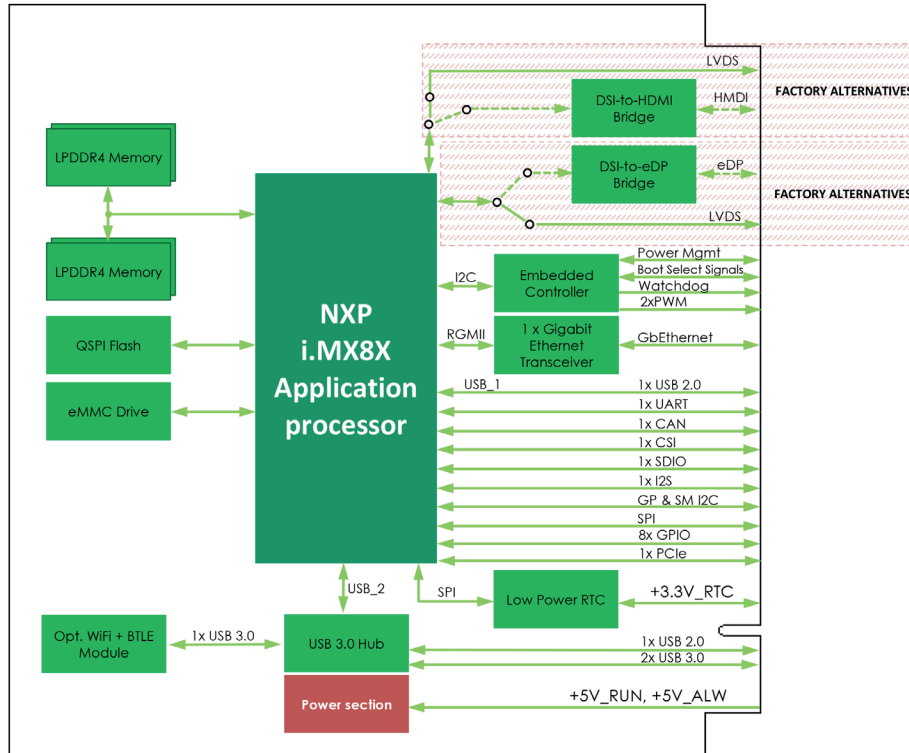 LVDS
FACTORY ALTERNATIVES
DSI-to-HDMI
Bridge
HMDI
LPDDR4 Memory
DSI-to-eDP
Bridge
eDP
FACTORY ALTERNATIVES
LVDS
LPDDR4 Memory
I2C
Embedded
Controller
Power Mgmt
Boot Select Signals
Watchdog
2xPWM
NXP
i.MX8X
Application
processor
QSPI Flash
RGMII
1 x Gigabit
Ethernet
Transceiver
GbEthernet
eMMC Drive
USB_1
1x USB 2.0
1x UART
1x CAN
1x CSI
1x SDIO
1x I2S
GP & SM I2C
SPI
8x GPIO
1x PCIe
USB_2
SPI
Low Power RTC
+3.3V_RTC
Opt. WiFi + BTLE
Module
1x USB 3.0
USB 3.0 Hub
1x USB 2.0
2x USB 3.0
Power section
+5V_RUN, +5V_ALW